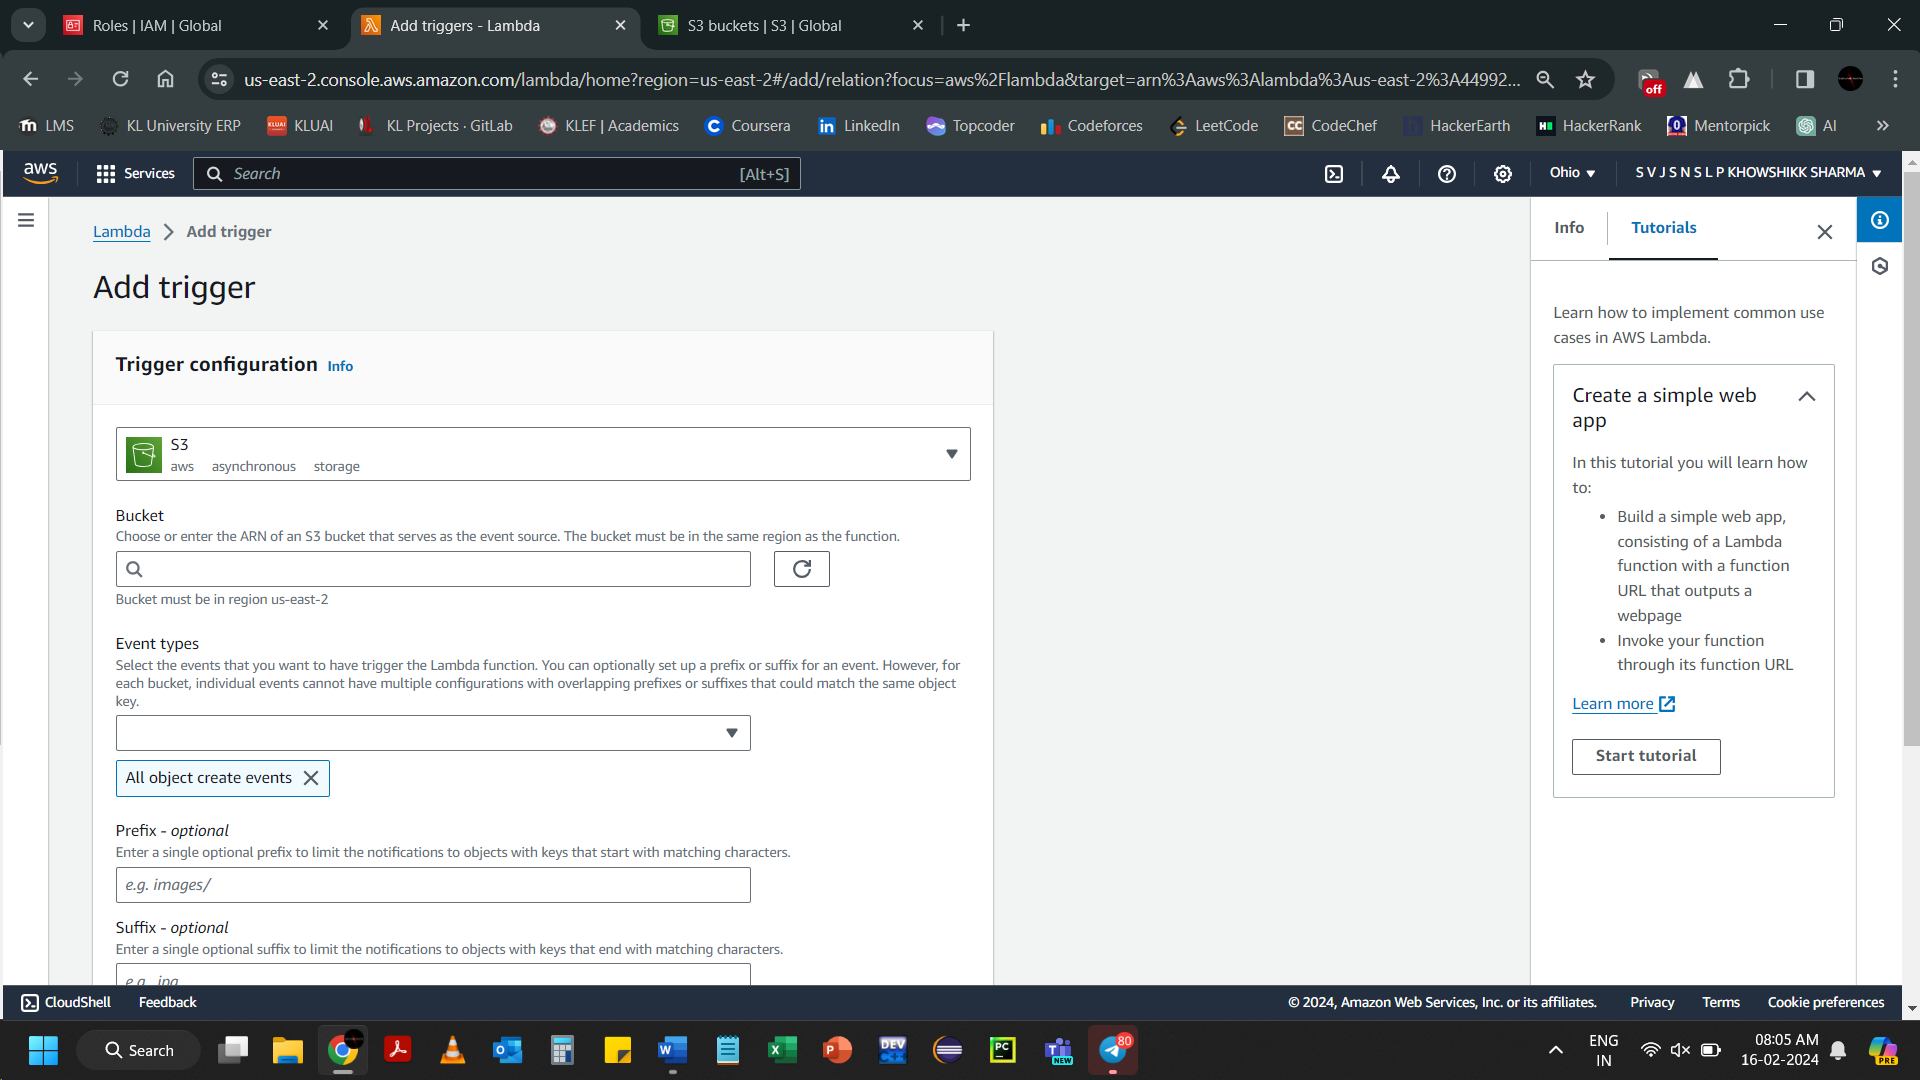 Roles | IAM | Global
Add triggers - Lambda
S3 buckets | S3 | Global
us-east-2.console.aws.amazon.com/lambda/home?region=us-east-2#/add/relation?focus=aws%2Flambda&target=arn%3Aaws%3Alambda%3Aus-east-2%3A44992...
off
LMS
KL University ERP
KLUAI
KLUAI
KL Projects · GitLab
KLEF | Academics
Coursera
LinkedIn
Topcoder
Codeforces
LeetCode
CodeChef
HackerEarth
HackerRank
Mentorpick
AI
aws
Services
Search
[Alt+S]
Ohio
S V J S N S L P KHOWSHIKK SHARMA
Lambda
Add trigger
Add trigger
Trigger configuration Info
S3
aws asynchronous storage
Bucket
Choose or enter the ARN of an S3 bucket that serves as the event source. The bucket must be in the same region as the function.
Bucket must be in region us-east-2
Event types
Select the events that you want to have trigger the Lambda function. You can optionally set up a prefix or suffix for an event. However, for
each bucket, individual events cannot have multiple configurations with overlapping prefixes or suffixes that could match the same object
key.
All object create events
Prefix - optional
Enter a single optional prefix to limit the notifications to objects with keys that start with matching characters.
e.g. images/
Suffix - optional
Enter a single optional suffix to limit the notifications to objects with keys that end with matching characters.
e.g. .jpg
Info
Tutorials
Learn how to implement common use
cases in AWS Lambda.
Create a simple web
app
In this tutorial you will learn how
to:
• Build a simple web app,
consisting of a Lambda
function with a function
URL that outputs a
webpage
• Invoke your function
through its function URL
Learn more
Start tutorial
CloudShell
Feedback
© 2024, Amazon Web Services, Inc. or its affiliates.
Privacy
Terms
Cookie preferences
Search
DEV
PC
NEW
80
ENG
IN
08:05 AM
16-02-2024
PRE